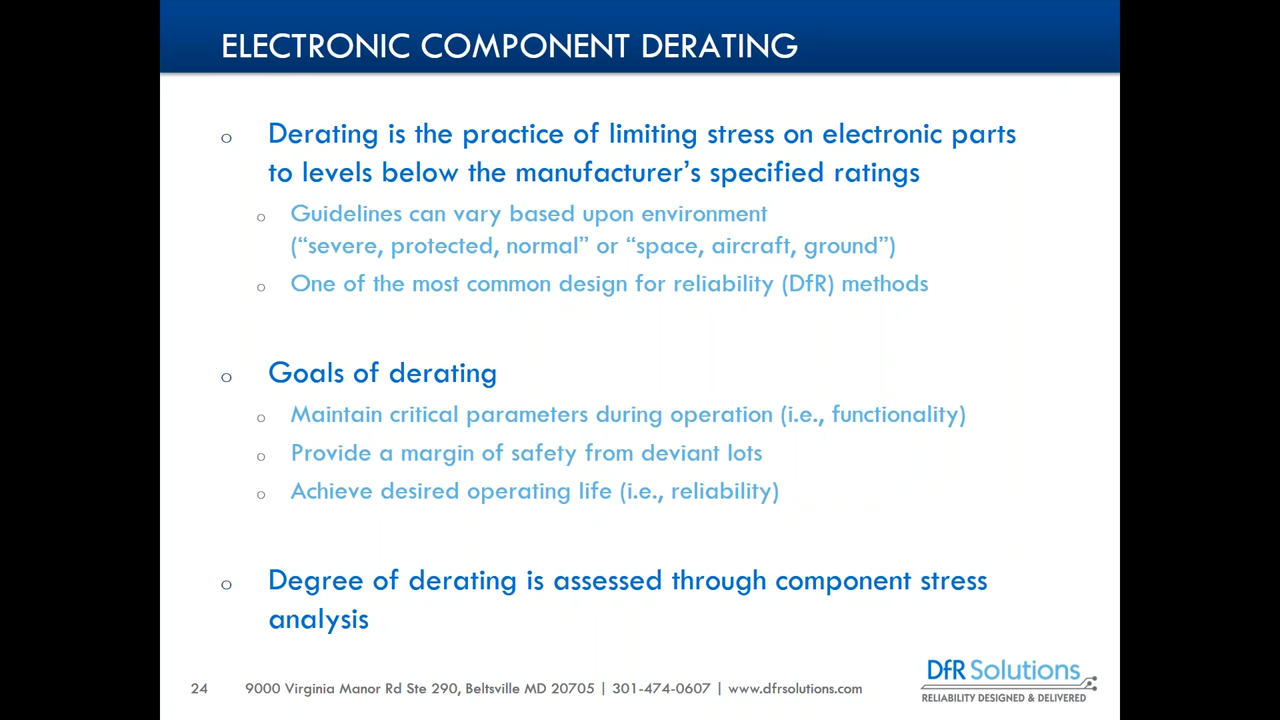 ELECTRONIC COMPONENT DERATING
o Derating is the practice of limiting stress on electronic parts
to levels below the manufacturer’s specified ratings
o Guidelines can vary based upon environment
(“severe, protected, normal” or “space, aircraft, ground”)
o One of the most common design for reliability (DfR) methods
o Goals of derating
o Maintain critical parameters during operation (i.e., functionality)
o Provide a margin of safety from deviant lots
o Achieve desired operating life (i.e., reliability)
o Degree of derating is assessed through component stress
analysis
24 9000 Virginia Manor Rd Ste 290, Beltsville MD 20705 | 301-474-0607 | www.dfrsolutions.com
DfR Solutions
RELIABILITY DESIGNED & DELIVERED